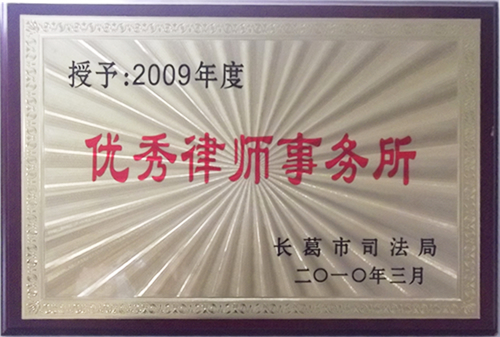 授予:2009年度
优秀律师事务所
长葛市司法局
二〇一〇年三月